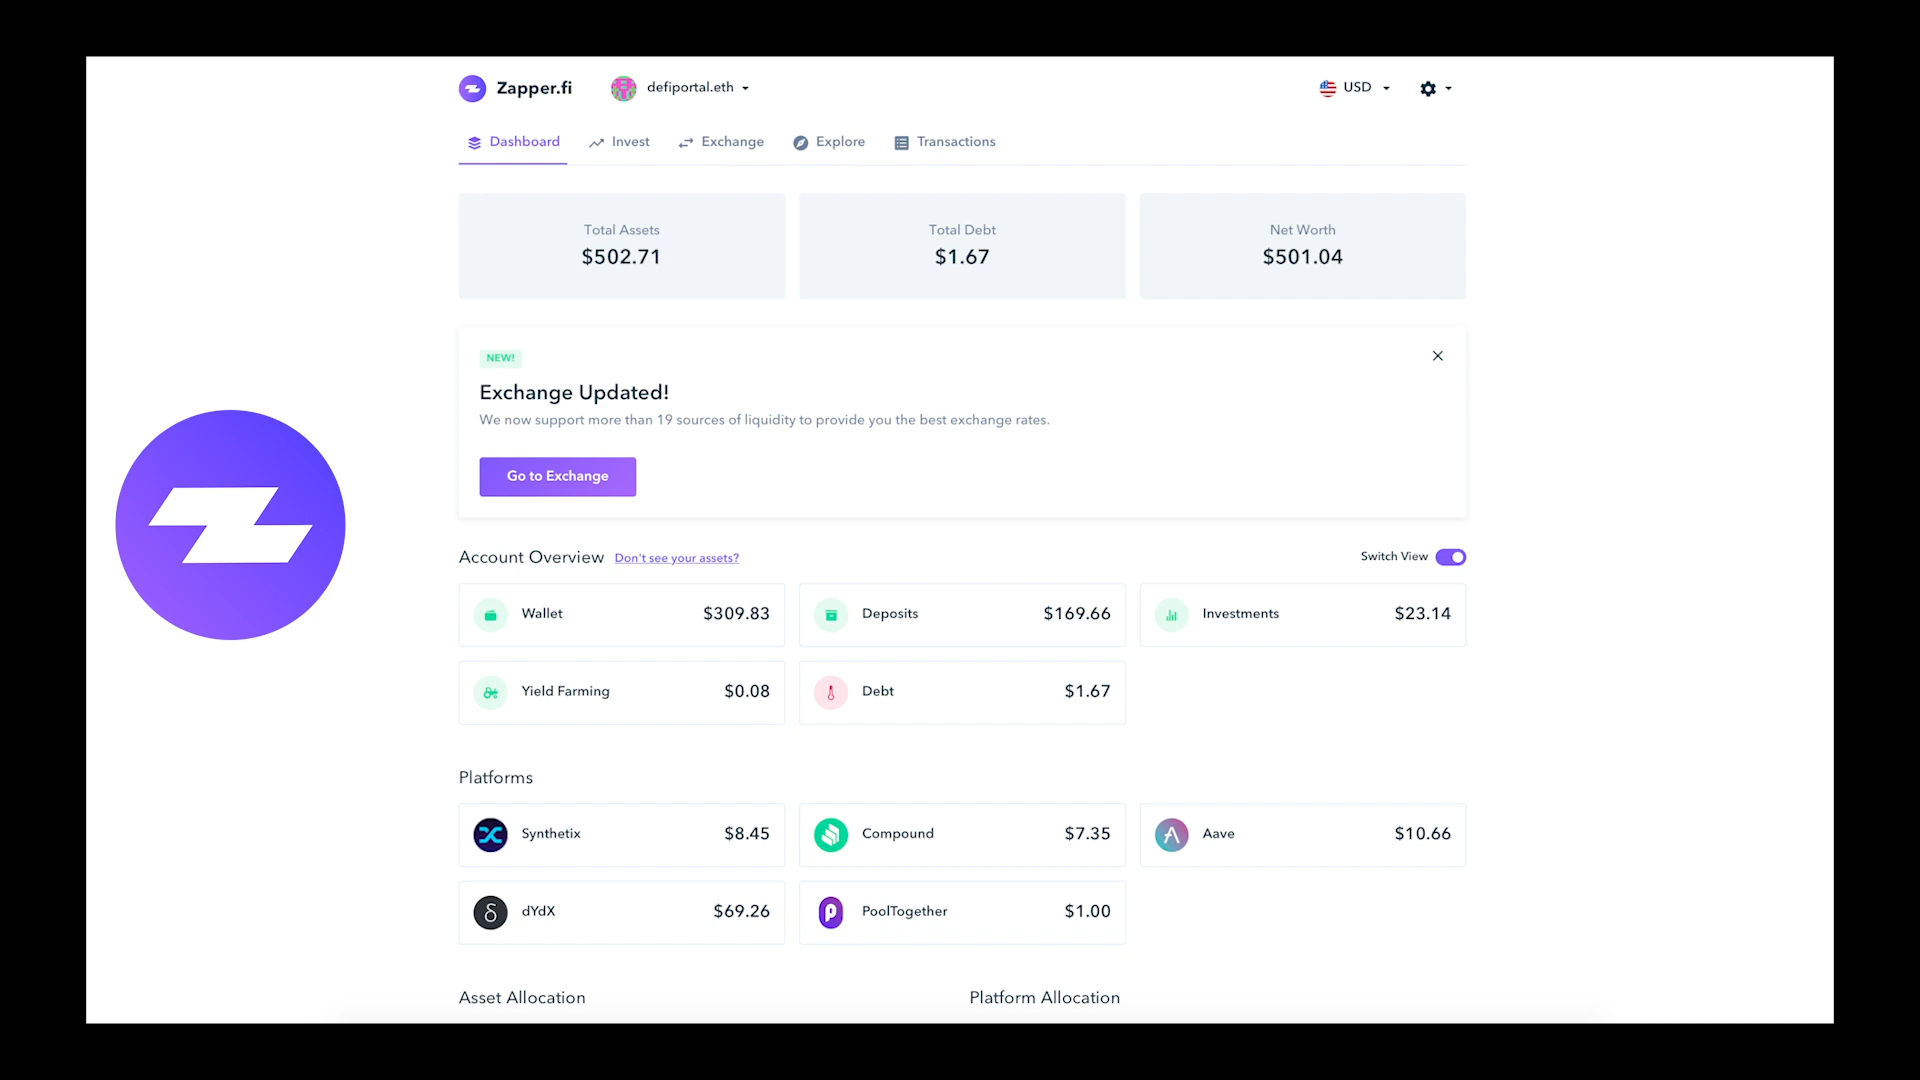 Zapper.fi
defiportal.eth
USD
Dashboard
Invest
Exchange
Explore
Transactions
Total Assets
$502.71
Total Debt
$1.67
Net Worth
$501.04
NEW!
Exchange Updated!
We now support more than 19 sources of liquidity to provide you the best exchange rates.
Go to Exchange
Account Overview
Don't see your assets?
Switch View
Wallet
$309.83
Deposits
$169.66
Investments
$23.14
Yield Farming
$0.08
Debt
$1.67
Platforms
Synthetix
$8.45
Compound
$7.35
Aave
$10.66
dYdX
$69.26
PoolTogether
$1.00
Asset Allocation
Platform Allocation